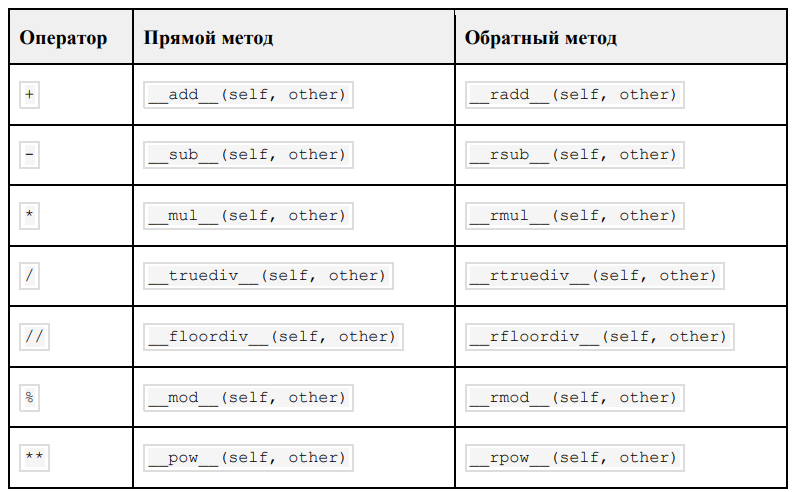 Оператор Прямой метод Обратный метод
+ __add__(self, other) __radd__(self, other)
- __sub__(self, other) __rsub__(self, other)
* __mul__(self, other) __rmul__(self, other)
/ __truediv__(self, other) __rtruediv__(self, other)
// __floordiv__(self, other) __rfloordiv__(self, other)
% __mod__(self, other) __rmod__(self, other)
** __pow__(self, other) __rpow__(self, other)